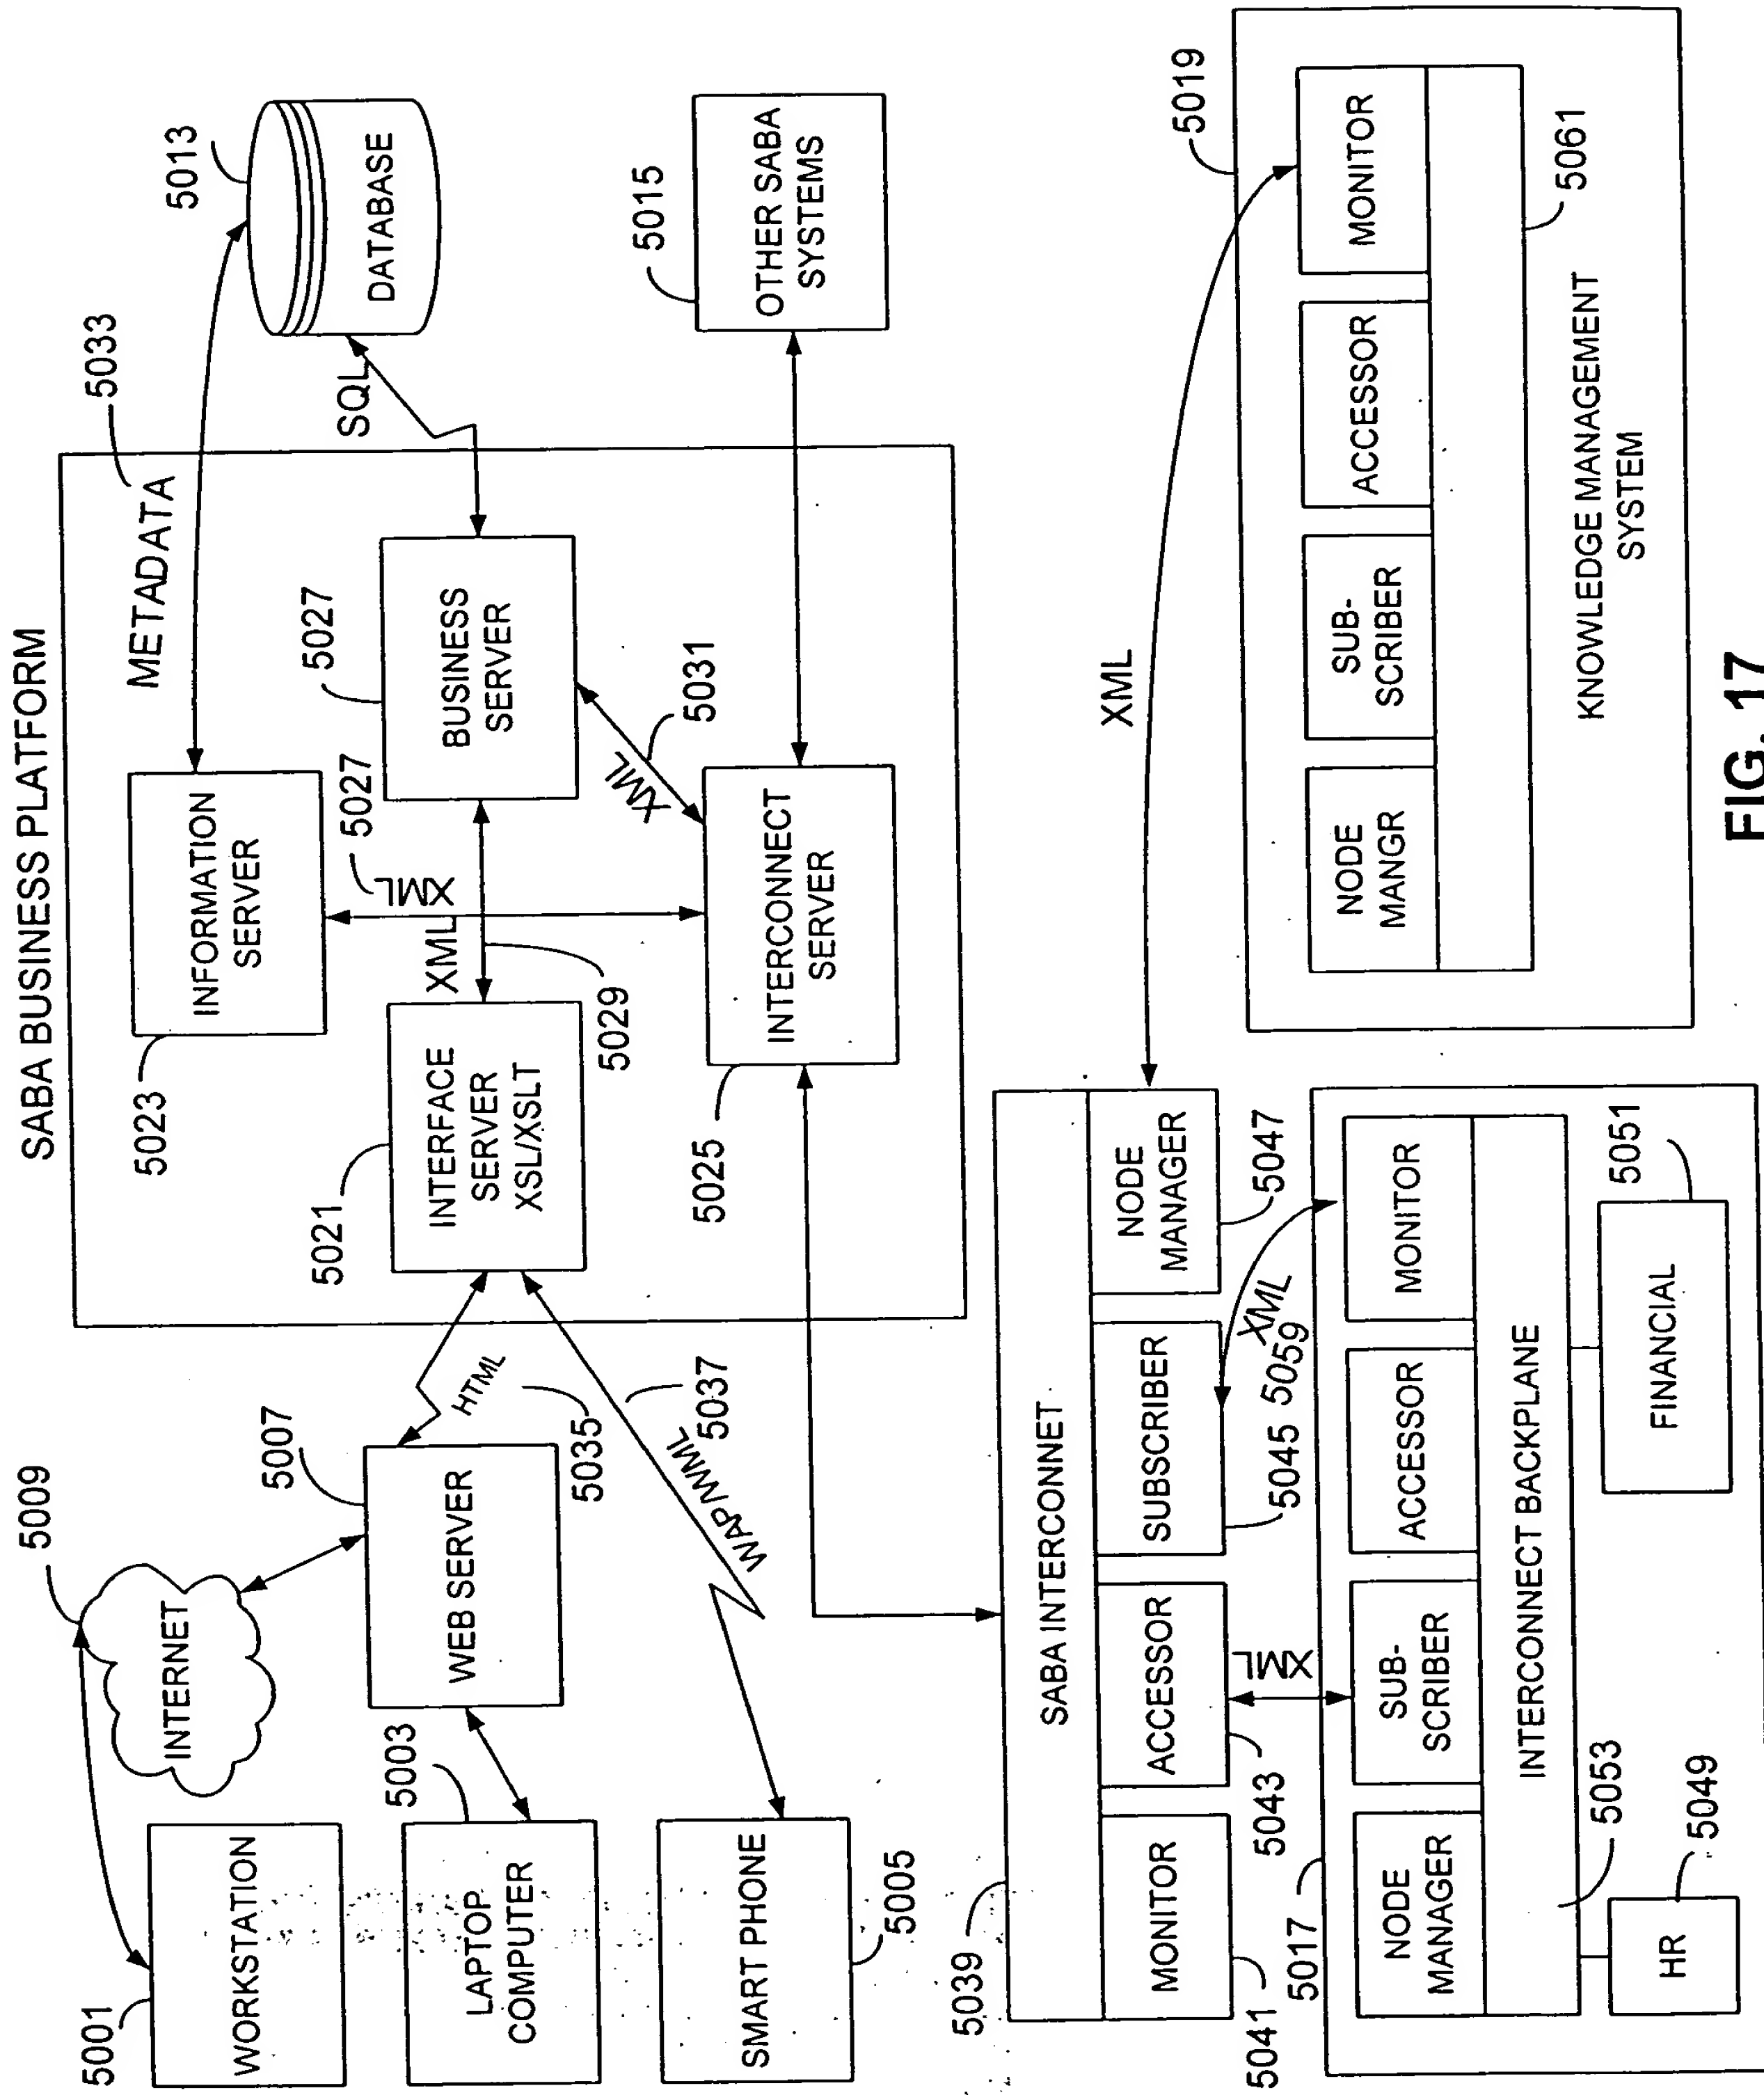 SABA BUSINESS PLATFORM
5009
5001
WORKSTATION
INTERNET
5007
5003
LAPTOP
COMPUTER
WEB SERVER
HTML
5035
5037
WAP/WML
SMART PHONE
5005
5023
INFORMATION
SERVER
METADATA
5033
5013
DATABASE
SQL
5027
XML
5027
BUSINESS
SERVER
5021
INTERFACE
SERVER
XSL/XSLT
XML
5029
XML
5031
5025
INTERCONNECT
SERVER
5015
OTHER SABA
SYSTEMS
5039
SABA INTERCONNET
MONITOR
ACCESSOR
SUBSCRIBER
NODE
MANAGER
5041
5043
5045
5059
5047
XML
XML
XML
5017
NODE
MANAGER
SUB-
SCRIBER
ACCESSOR
MONITOR
INTERCONNECT BACKPLANE
5053
HR
5049
FINANCIAL
5051
5019
NODE
MANGR
SUB-
SCRIBER
ACCESSOR
MONITOR
5061
KNOWLEDGE MANAGEMENT
SYSTEM
FIG. 17